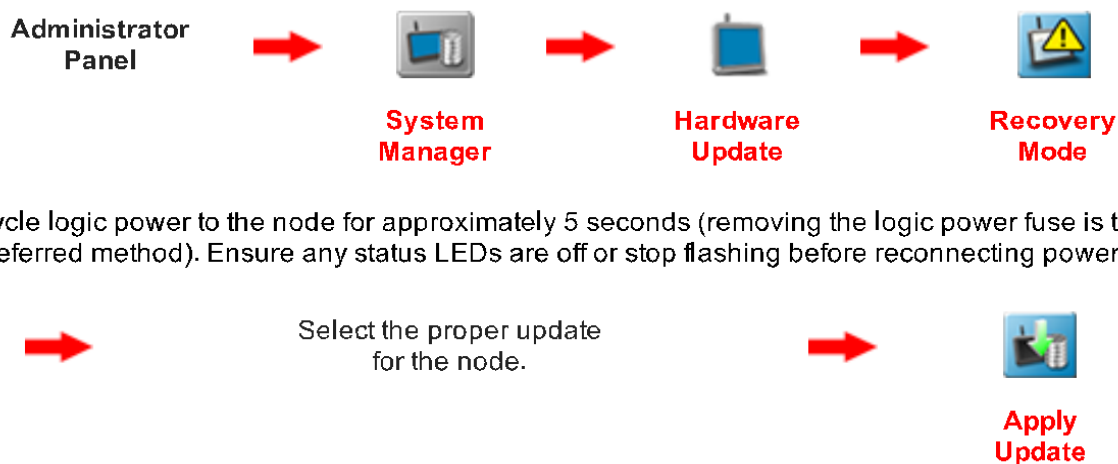 Administrator
Panel
System
Manager
Hardware
Update
Recovery
Mode
ycle logic power to the node for approximately 5 seconds (removing the logic power fuse is t
eferred method). Ensure any status LEDs are off or stop flashing before reconnecting power
Select the proper update
for the node.
Apply
Update